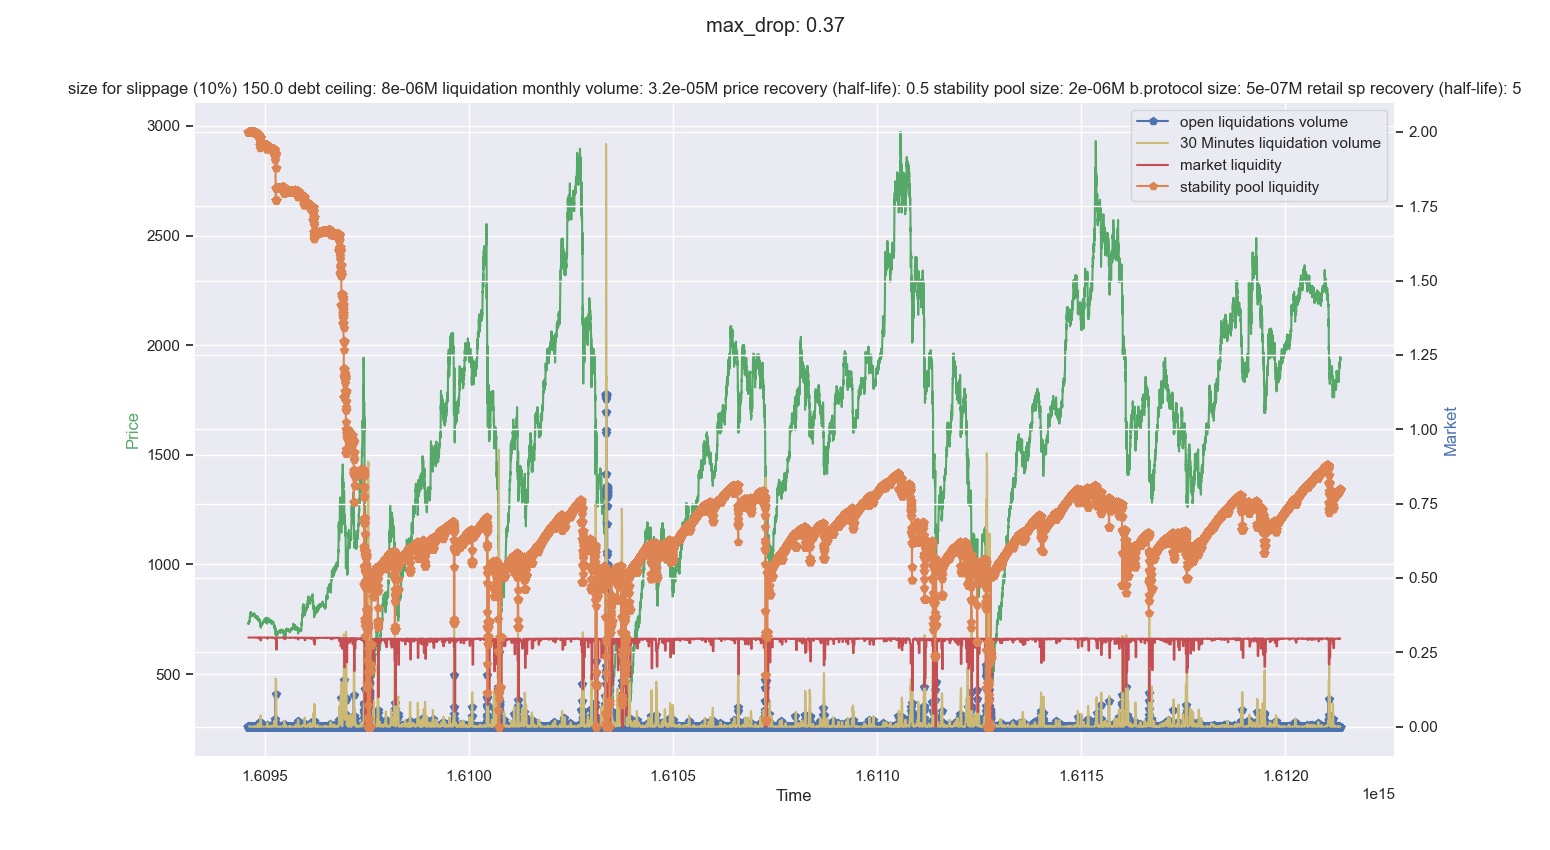 max_drop: 0.37
size for slippage (10%) 150.0 debt ceiling: 8e-06M liquidation monthly volume: 3.2e-05M price recovery (half-life): 0.5 stability pool size: 2e-06M b.protocol size: 5e-07M retail sp recovery (half-life): 5
open liquidations volume
30 Minutes liquidation volume
market liquidity
stability pool liquidity
3000
2500
2000
1500
1000
500
Price
2.00
1.75
1.50
1.25
1.00
0.75
0.50
0.25
0.00
Market
1.6095 1.6100 1.6105 1.6110 1.6115 1.6120
Time
1e15